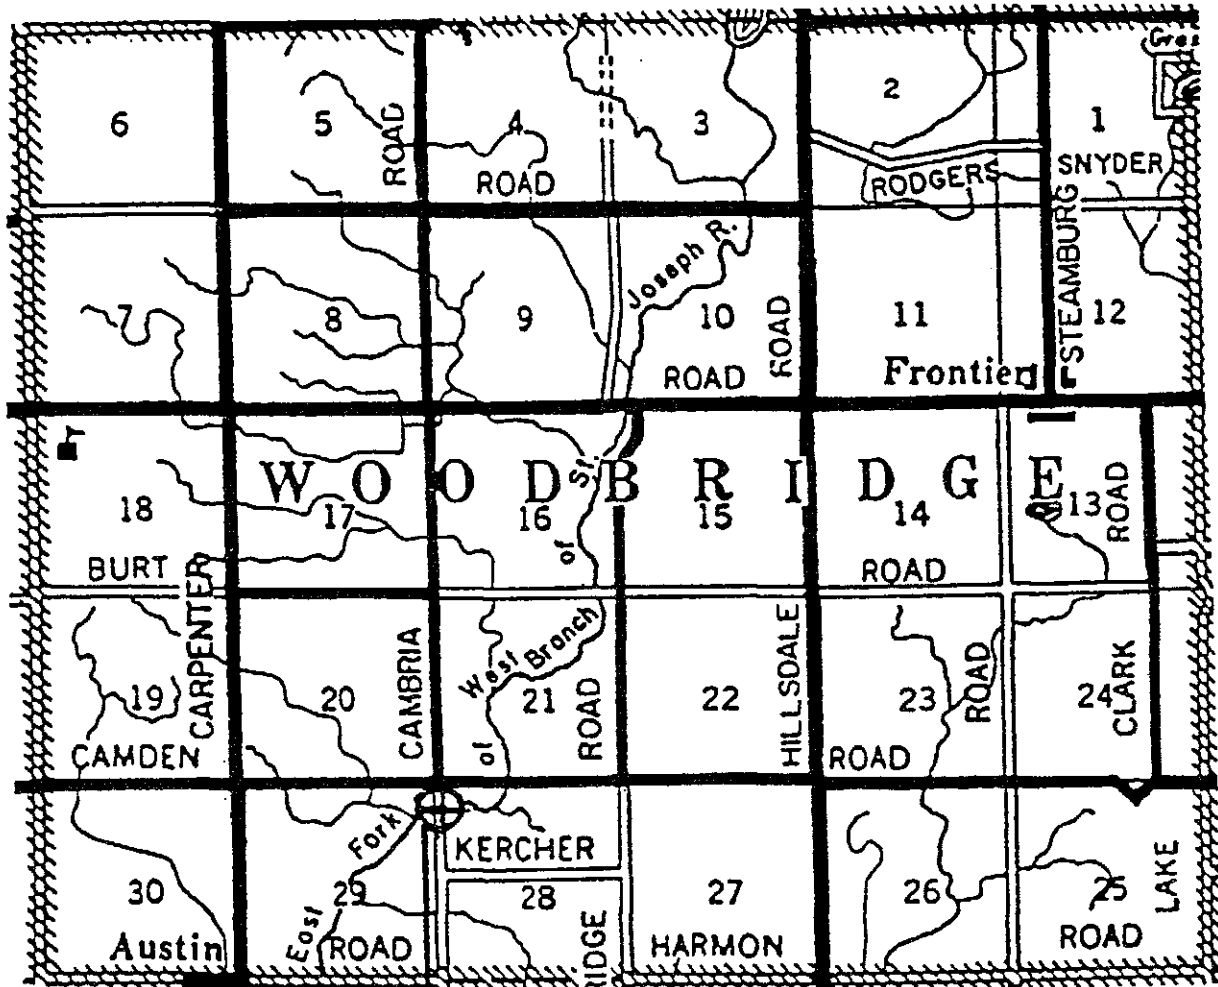 Gros
2
6
5
4
3
1
ROAD
ROAD
RODGERS
SNYDER
STEAMBURG
Joseph R.
7
8
9
10
11
12
ROAD
ROAD
Frontier
WOODBRIDGE
St.
18
17
16
15
14
13
ROAD
of
BURT
ROAD
CARPENTER
West Branch
19
20
CAMBRIA
of
21
ROAD
22
HILLSDALE
23
ROAD
24
CLARK
CAMDEN
ROAD
Fork
KERCHER
30
29
28
27
26
25
LAKE
Austin
East
ROAD
RIDGE
HARMON
ROAD